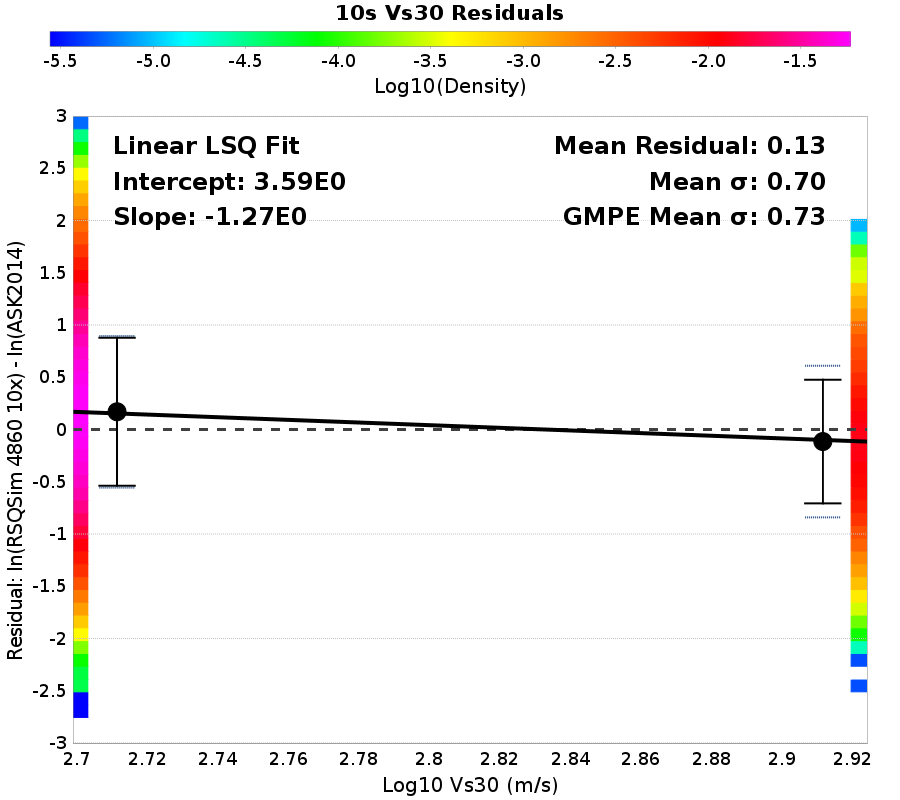 10s Vs30 Residuals
-5.5 -5.0 -4.5 -4.0 -3.5 -3.0 -2.5 -2.0 -1.5
Log10(Density)
Linear LSQ Fit
Intercept: 3.59E0
Slope: -1.27E0
Mean Residual: 0.13
Mean σ: 0.70
GMPE Mean σ: 0.73
Residual: ln(RSQSim 4860 10x) - ln(ASK2014)
3
2.5
2
1.5
1
0.5
0
-0.5
-1
-1.5
-2
-2.5
-3
2.7 2.72 2.74 2.76 2.78 2.8 2.82 2.84 2.86 2.88 2.9 2.92
Log10 Vs30 (m/s)